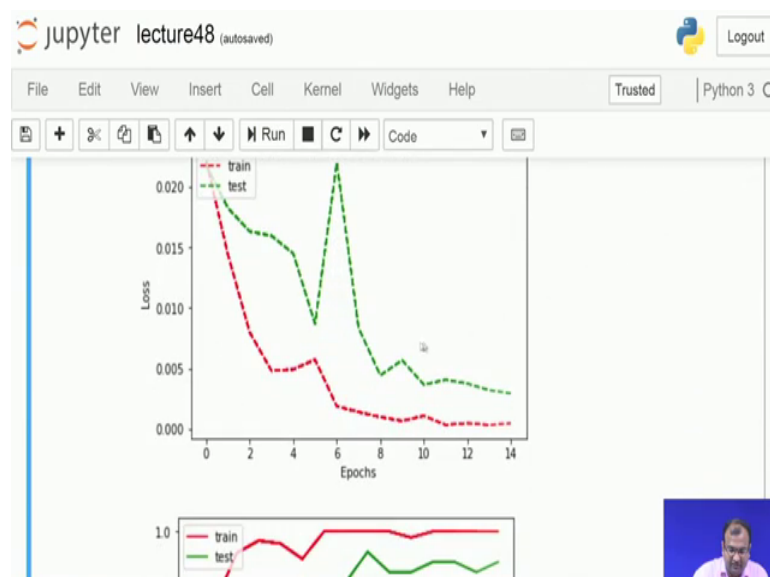 jupyter lecture48 (autosaved) Logout
File Edit View Insert Cell Kernel Widgets Help Trusted Python 3
Run Code
train
test
0.020
0.015
0.010
0.005
0.000
Loss
0 2 4 6 8 10 12 14
Epochs
1.0
train
test